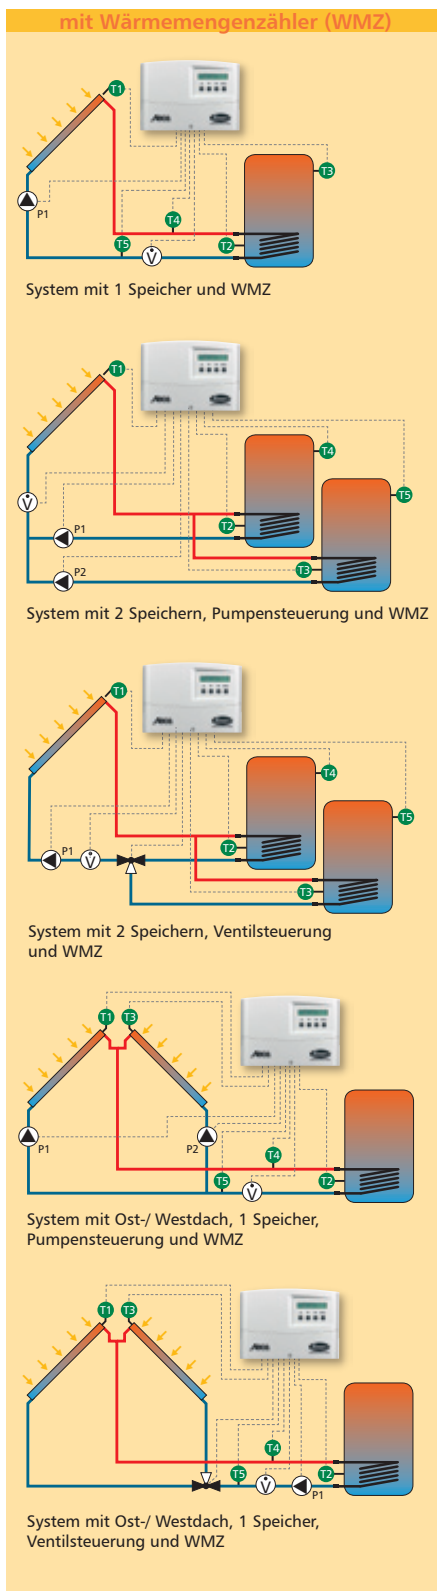 mit Wärmemengenzähler (WMZ)
T1
P1
T3
T4
T5
T2
V̇
System mit 1 Speicher und WMZ
T1
T4
T5
V̇
P1
T2
P2
T3
System mit 2 Speichern, Pumpensteuerung und WMZ
T1
T4
T5
P1
V̇
T2
T3
System mit 2 Speichern, Ventilsteuerung
und WMZ
T1
T3
P1
P2
T4
T5
V̇
T2
System mit Ost-/ Westdach, 1 Speicher,
Pumpensteuerung und WMZ
T1
T3
T4
T5
V̇
P1
T2
System mit Ost-/ Westdach, 1 Speicher,
Ventilsteuerung und WMZ